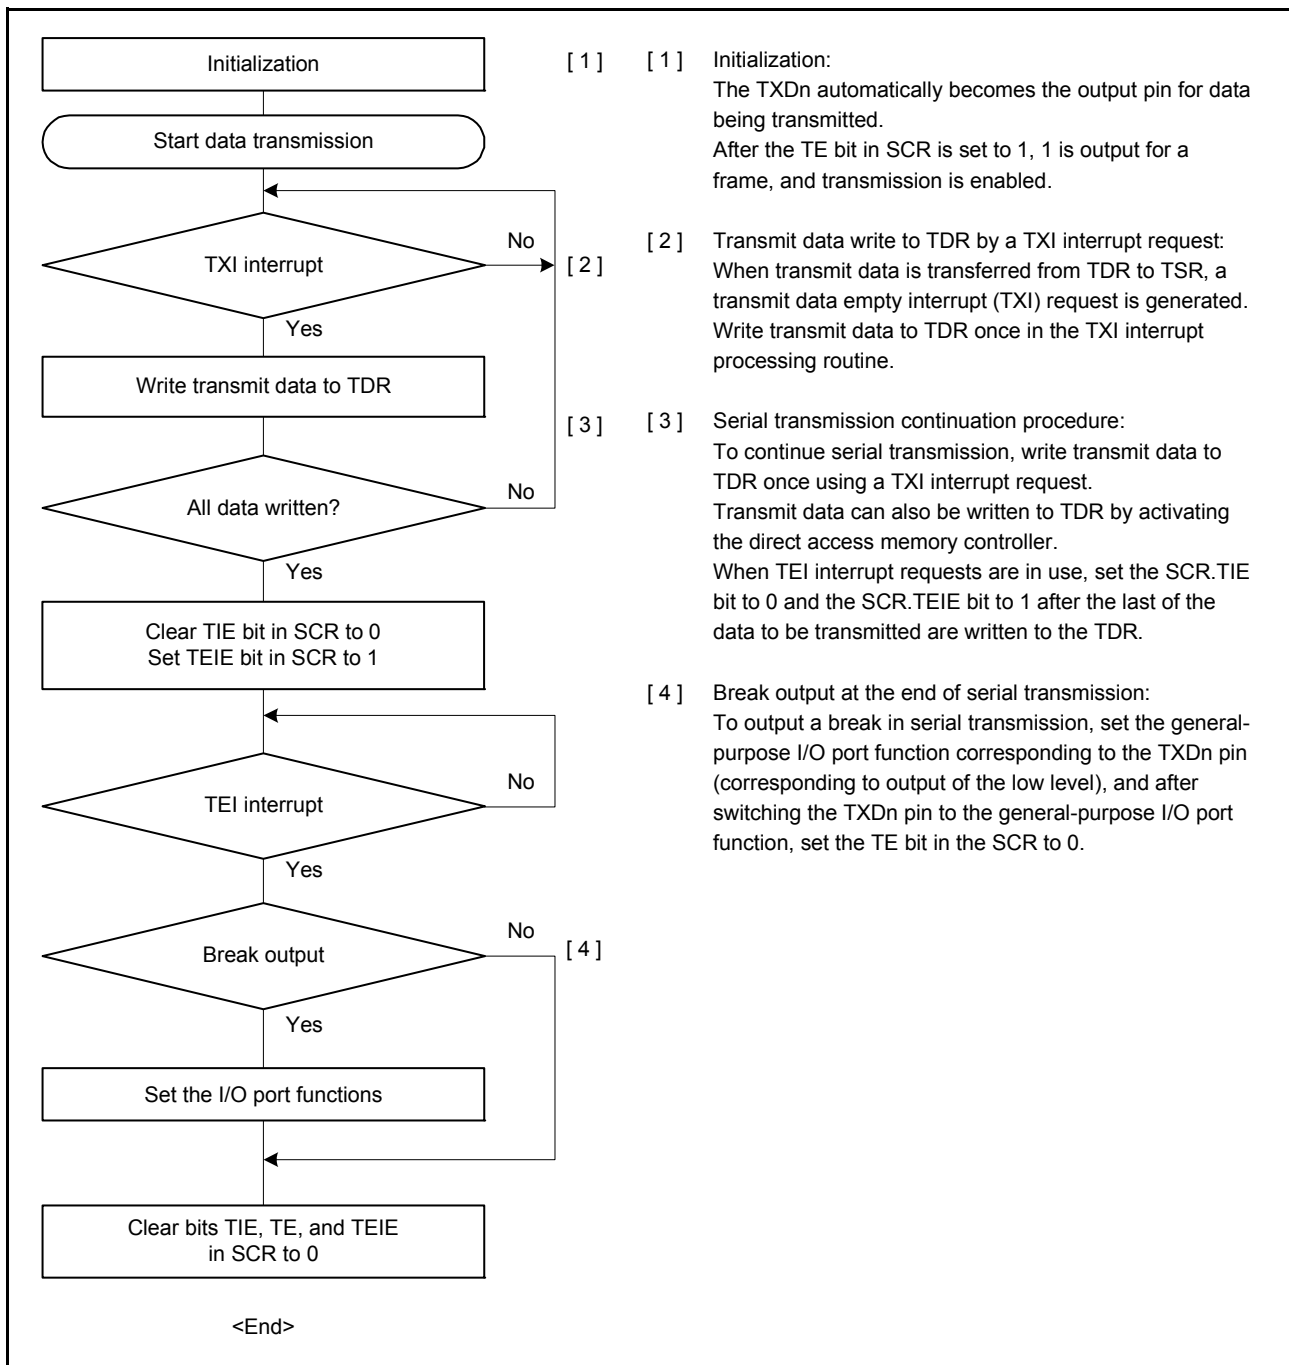 Initialization
[ 1 ]
Start data transmission
TXI interrupt
No
[ 2 ]
Yes
Write transmit data to TDR
[ 3 ]
All data written?
No
Yes
Clear TIE bit in SCR to 0
Set TEIE bit in SCR to 1
TEI interrupt
No
Yes
Break output
No
[ 4 ]
Yes
Set the I/O port functions
Clear bits TIE, TE, and TEIE
in SCR to 0
<End>
[ 1 ] Initialization:
The TXDn automatically becomes the output pin for data
being transmitted.
After the TE bit in SCR is set to 1, 1 is output for a
frame, and transmission is enabled.
[ 2 ] Transmit data write to TDR by a TXI interrupt request:
When transmit data is transferred from TDR to TSR, a
transmit data empty interrupt (TXI) request is generated.
Write transmit data to TDR once in the TXI interrupt
processing routine.
[ 3 ] Serial transmission continuation procedure:
To continue serial transmission, write transmit data to
TDR once using a TXI interrupt request.
Transmit data can also be written to TDR by activating
the direct access memory controller.
When TEI interrupt requests are in use, set the SCR.TIE
bit to 0 and the SCR.TEIE bit to 1 after the last of the
data to be transmitted are written to the TDR.
[ 4 ] Break output at the end of serial transmission:
To output a break in serial transmission, set the general-
purpose I/O port function corresponding to the TXDn pin
(corresponding to output of the low level), and after
switching the TXDn pin to the general-purpose I/O port
function, set the TE bit in the SCR to 0.